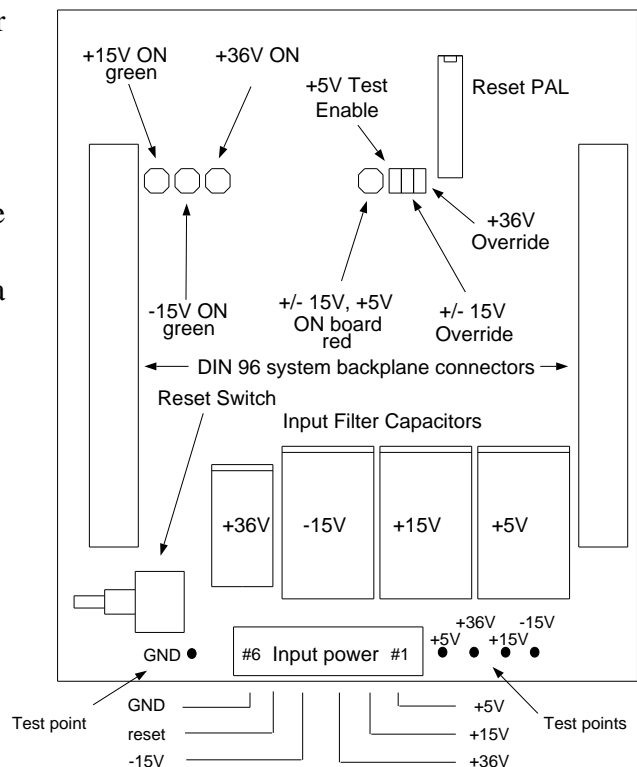 r
+15V ON
green
+36V ON
+5V Test
Enable
Reset PAL
e
+36V
Override
a
-15V ON
green
+/- 15V, +5V
ON board
red
+/- 15V
Override
DIN 96 system backplane connectors
Reset Switch
Input Filter Capacitors
+36V
-15V
+15V
+5V
+36V
-15V
+5V
+15V
GND
#6 Input power #1
Test point
GND
reset
-15V
+5V
+15V
+36V
Test points